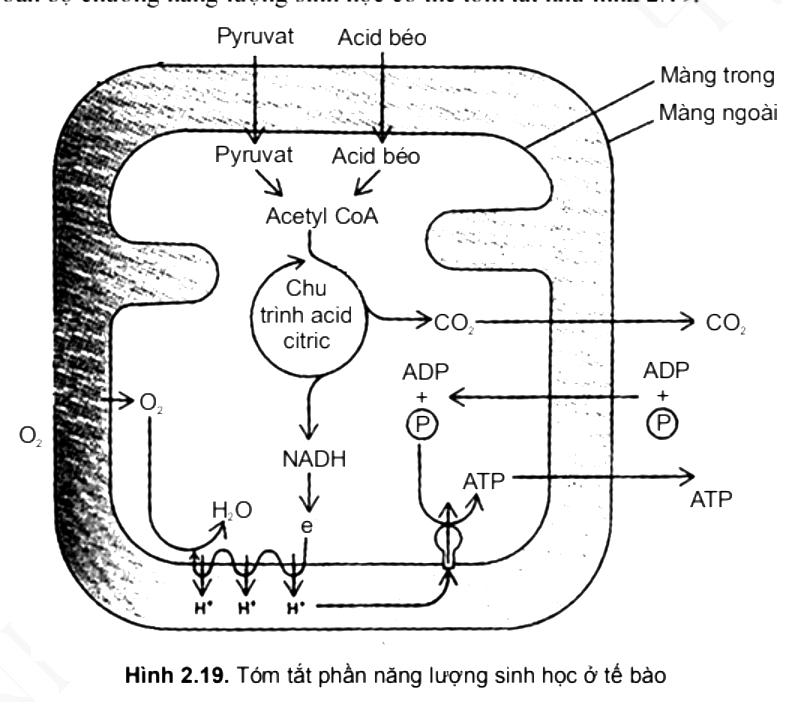 Pyruvat Acid béo
Màng trong
Màng ngoài
Pyruvat Acid béo
Acetyl CoA
Chu
trình acid
citric
CO₂ CO₂
ADP ADP
+ +
P P
O₂ O₂
NADH
ATP ATP
H₂O
e
H⁺ H⁺ H⁺
Hình 2.19. Tóm tắt phần năng lượng sinh học ở tế bào